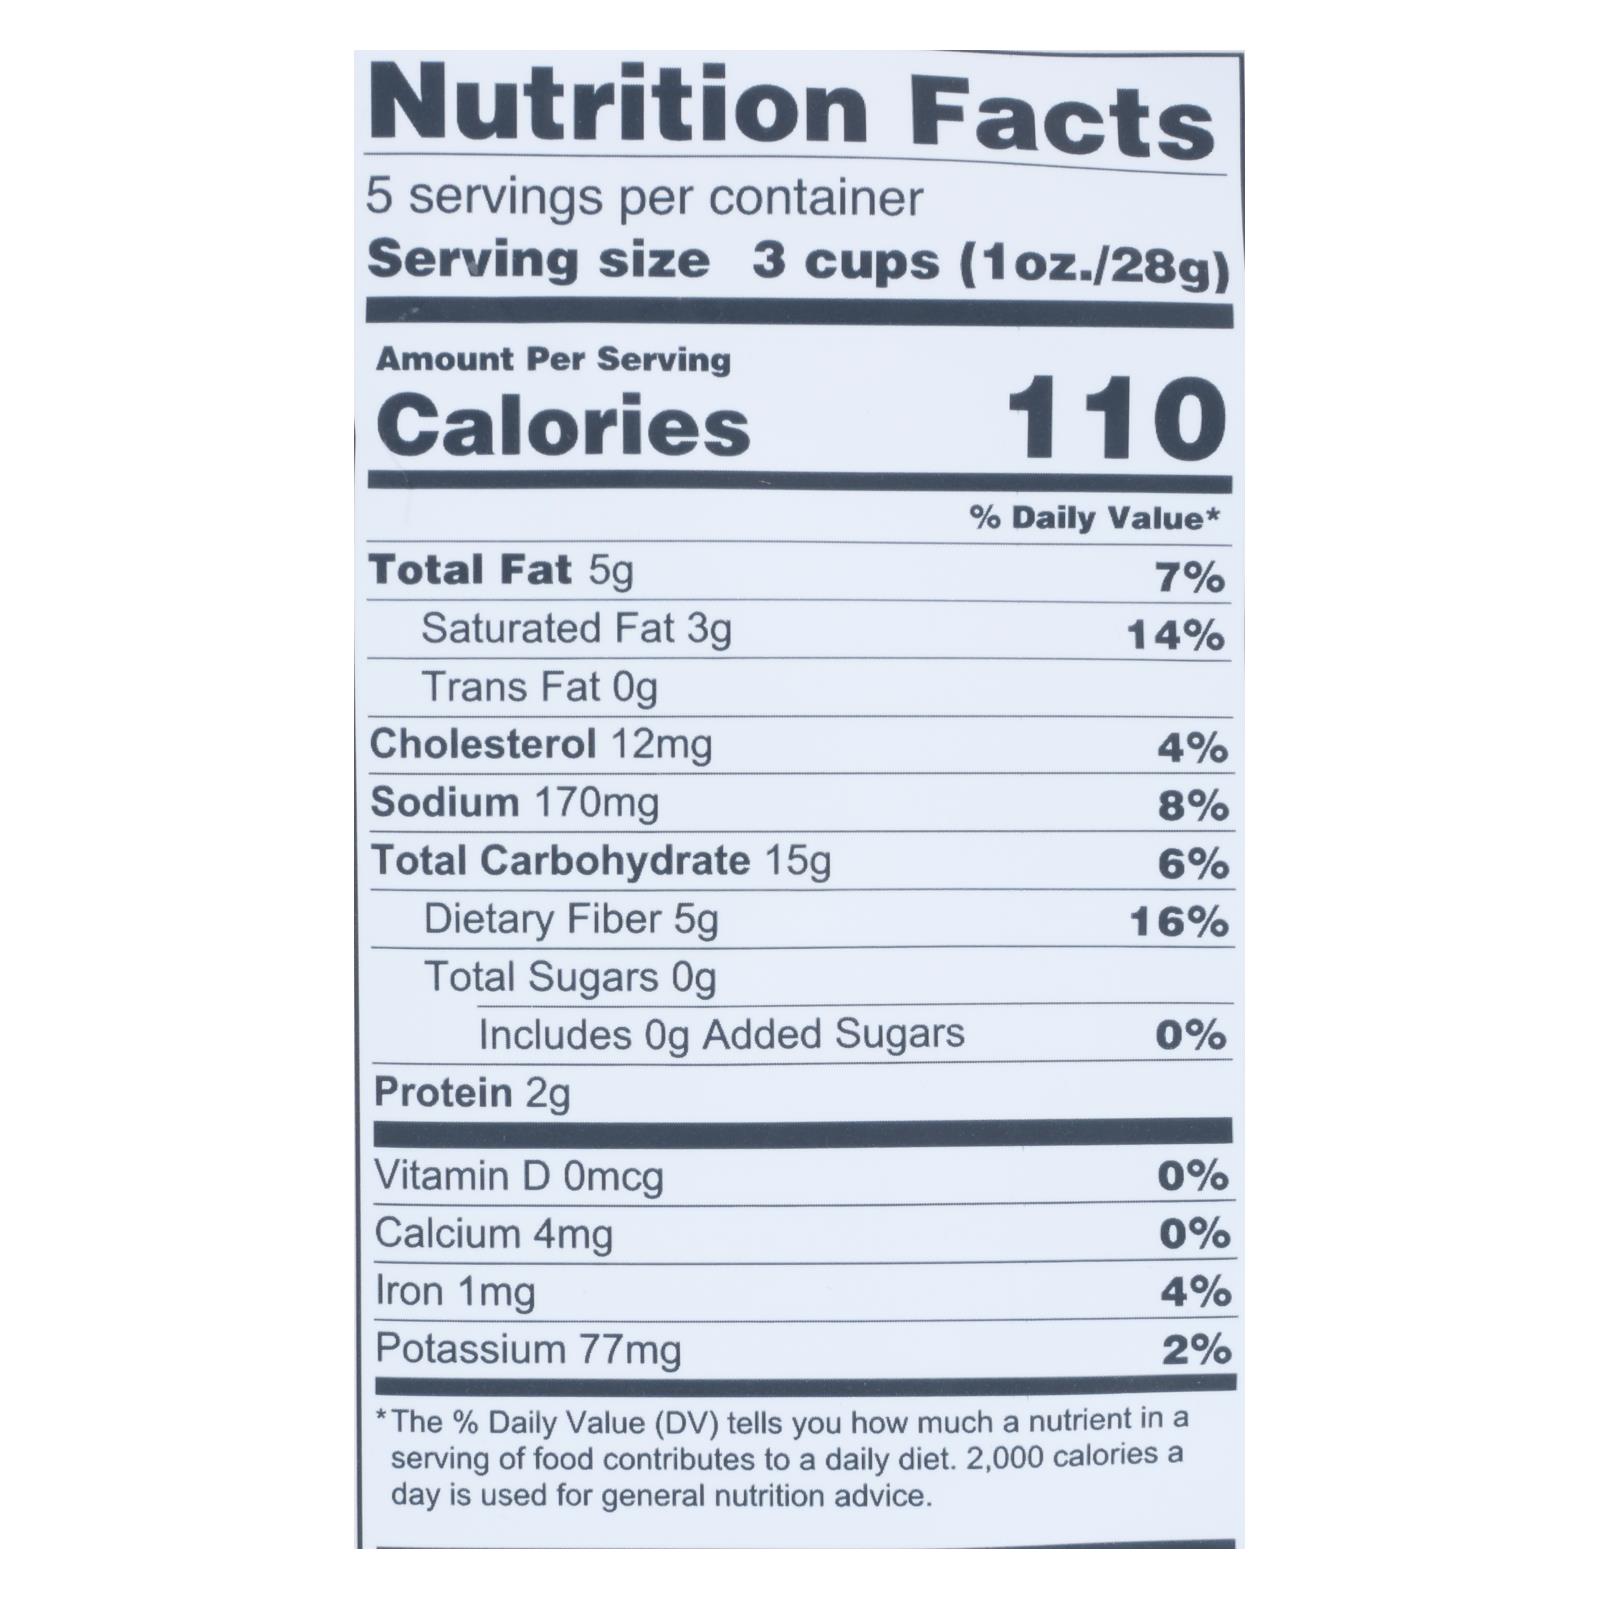 Nutrition Facts
5 servings per container
Serving size 3 cups (1oz./28g)
Amount Per Serving
Calories 110
% Daily Value*
Total Fat 5g 7%
Saturated Fat 3g 14%
Trans Fat 0g
Cholesterol 12mg 4%
Sodium 170mg 8%
Total Carbohydrate 15g 6%
Dietary Fiber 5g 16%
Total Sugars 0g
Includes 0g Added Sugars 0%
Protein 2g
Vitamin D 0mcg 0%
Calcium 4mg 0%
Iron 1mg 4%
Potassium 77mg 2%
*The % Daily Value (DV) tells you how much a nutrient in a
serving of food contributes to a daily diet. 2,000 calories a
day is used for general nutrition advice.